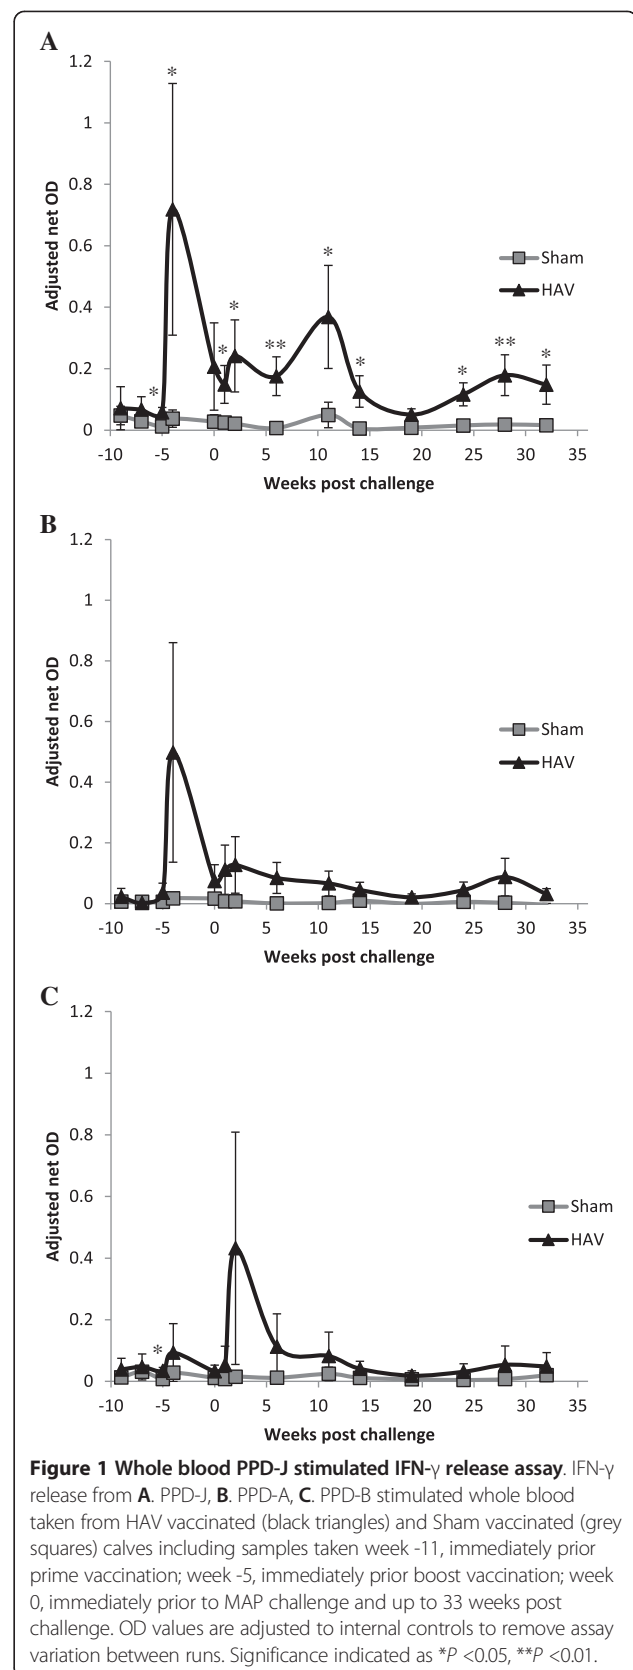 A
1.2
1
0.8
0.6
0.4
0.2
0
Adjusted net OD
* * * * ** * * * ** *
Sham
HAV
-10 -5 0 5 10 15 20 25 30 35
Weeks post challenge
B
1.2
1
0.8
0.6
0.4
0.2
0
Adjusted net OD
Sham
HAV
-10 -5 0 5 10 15 20 25 30 35
Weeks post challenge
C
1.2
1
0.8
0.6
0.4
0.2
0
Adjusted net OD
*
Sham
HAV
-10 -5 0 5 10 15 20 25 30 35
Weeks post challenge
Figure 1 Whole blood PPD-J stimulated IFN-γ release assay. IFN-γ
release from A. PPD-J, B. PPD-A, C. PPD-B stimulated whole blood
taken from HAV vaccinated (black triangles) and Sham vaccinated (grey
squares) calves including samples taken week -11, immediately prior
prime vaccination; week -5, immediately prior boost vaccination; week
0, immediately prior to MAP challenge and up to 33 weeks post
challenge. OD values are adjusted to internal controls to remove assay
variation between runs. Significance indicated as *P <0.05, **P <0.01.